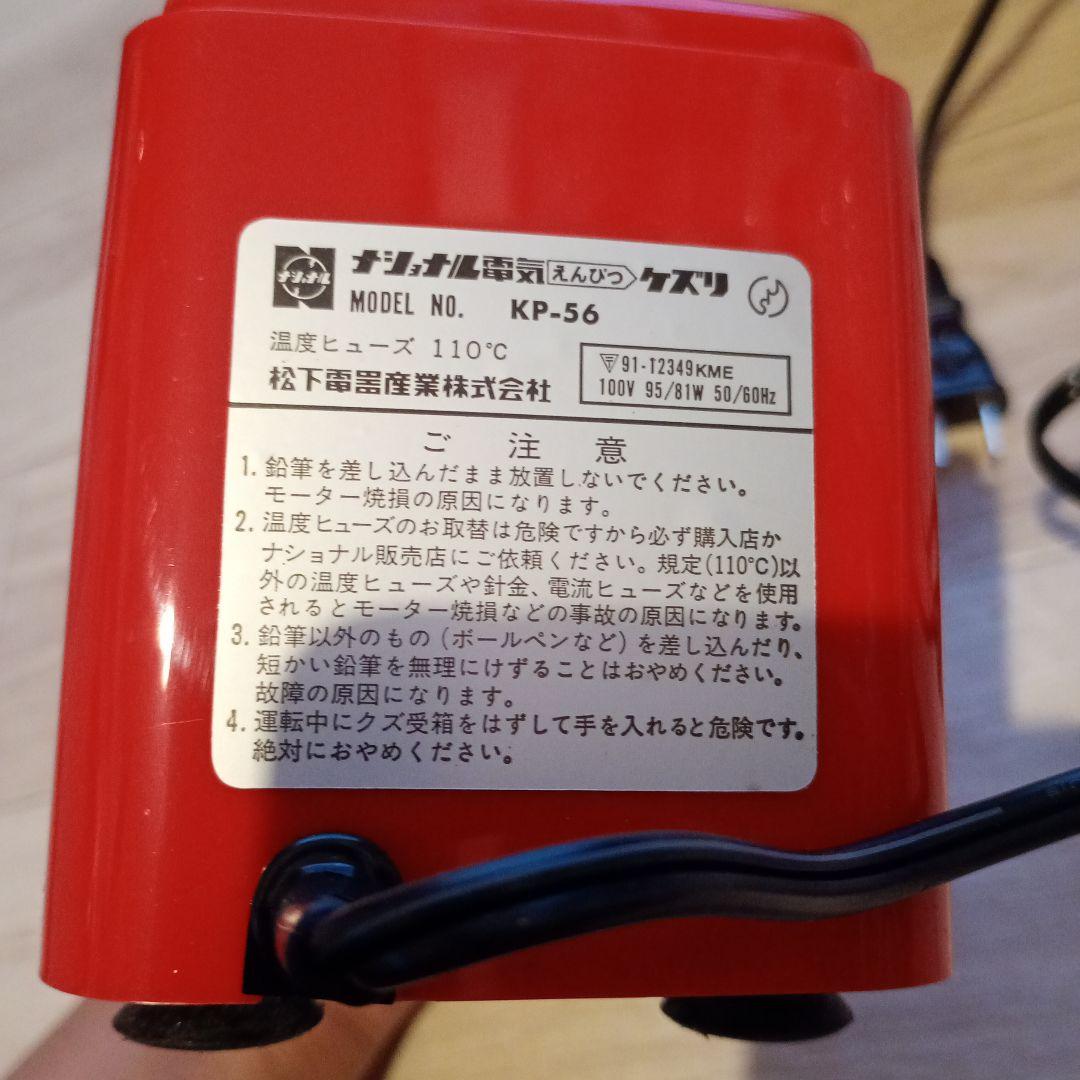 ナショナル
ナショナル電気えんぴつケズリ
MODEL NO. KP-56
温度ヒューズ 110℃
91-12349KME
松下電器産業株式会社
100V 95/81W 50/60Hz
ご注意
1. 鉛筆を差し込んだまま放置しないでください。
モーター焼損の原因になります。
2. 温度ヒューズのお取替は危険ですから必ず購入店か
ナショナル販売店にご依頼ください。規定(110℃)以
外の温度ヒューズや針金、電流ヒューズなどを使用
されるとモーター焼損などの事故の原因になります。
3. 鉛筆以外のもの(ボールペンなど)を差し込んだり、
短かい鉛筆を無理にけずることはおやめください。
故障の原因になります。
4. 運転中にクズ受箱をはずして手を入れると危険です。
絶対におやめください。